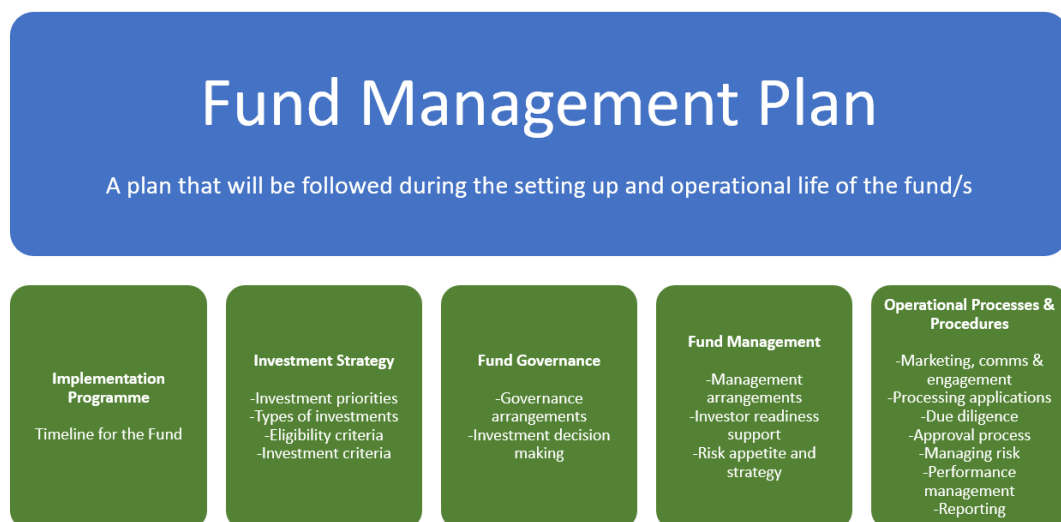 Fund Management Plan
A plan that will be followed during the setting up and operational life of the fund/s
Implementation
Programme
Timeline for the Fund
Investment Strategy
-Investment priorities
-Types of investments
-Eligibility criteria
-Investment criteria
Fund Governance
-Governance
arrangements
-Investment decision
making
Fund Management
-Management
arrangements
-Investor readiness
support
-Risk appetite and
strategy
Operational Processes &
Procedures
-Marketing, comms &
engagement
-Processing applications
-Due diligence
-Approval process
-Managing risk
-Performance
management
-Reporting